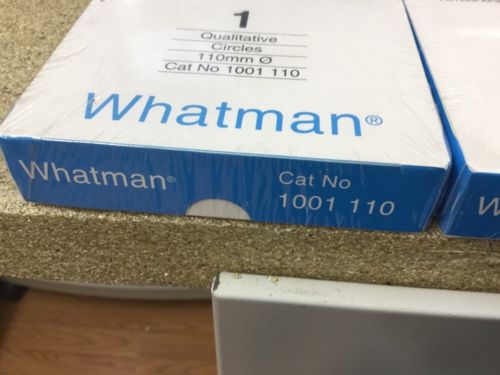 1
Qualitative
Circles
110mm Ø
Cat No 1001 110
Whatman®
Whatman®
Cat No
1001 110
W